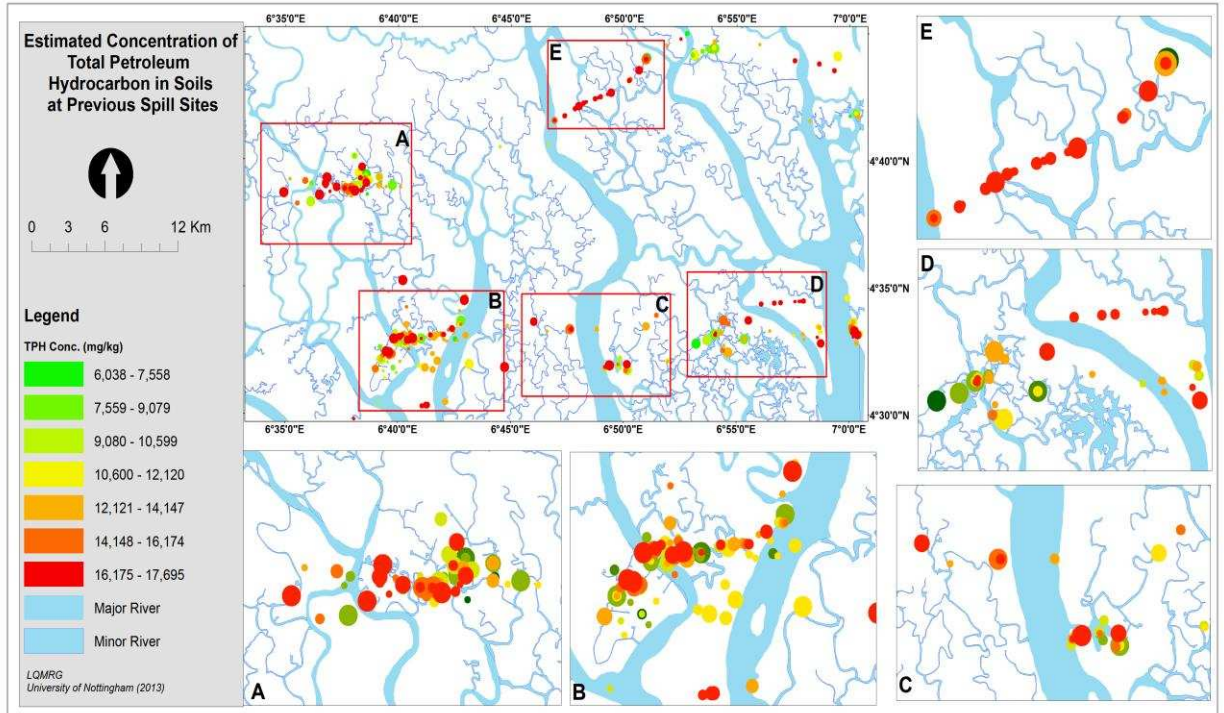 Estimated Concentration of
Total Petroleum
Hydrocarbon in Soils
at Previous Spill Sites
0 3 6 12 Km
Legend
TPH Conc. (mg/kg)
6,038 - 7,558
7,559 - 9,079
9,080 - 10,599
10,600 - 12,120
12,121 - 14,147
14,148 - 16,174
16,175 - 17,695
Major River
Minor River
LQMRG
University of Nottingham (2013)
6°35'0"E 6°40'0"E 6°45'0"E 6°50'0"E 6°55'0"E 7°0'0"E
E
A
4°40'0"N
4°35'0"N
B
C
D
4°30'0"N
6°35'0"E 6°40'0"E 6°45'0"E 6°50'0"E 6°55'0"E 7°0'0"E
E
D
A
B
C